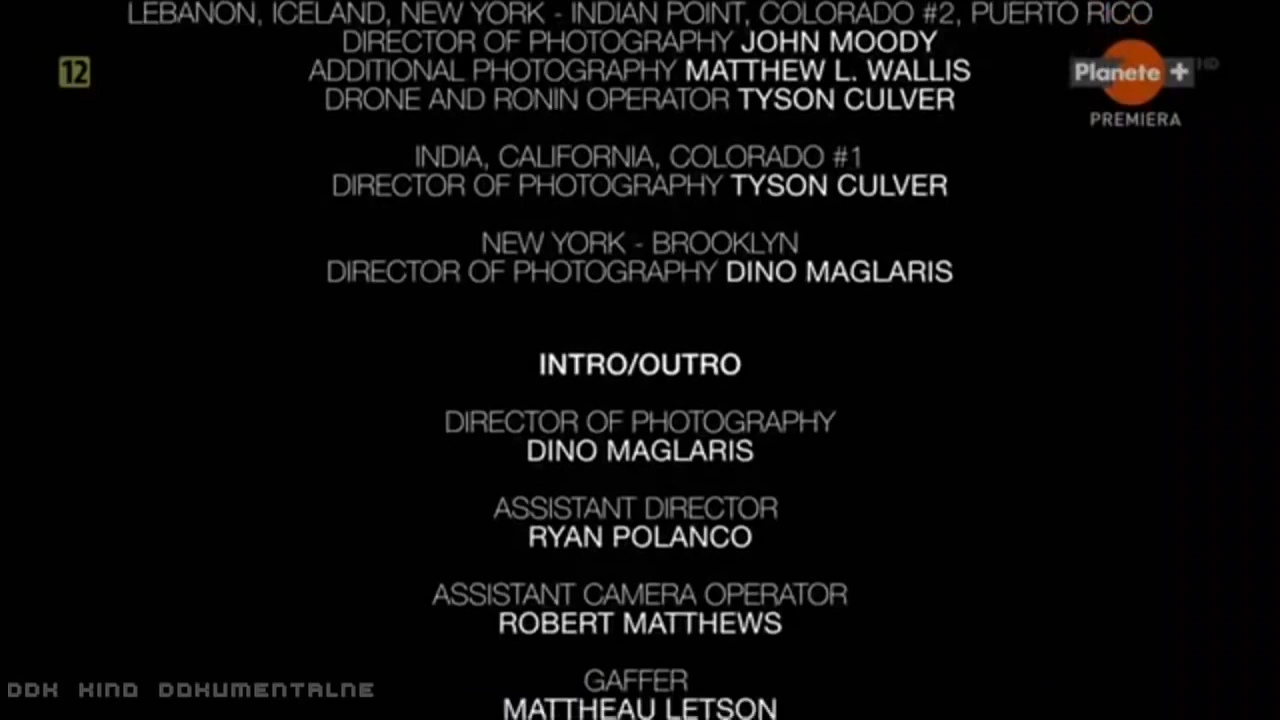 LEBANON, ICELAND, NEW YORK - INDIAN POINT, COLORADO #2, PUERTO RICO
DIRECTOR OF PHOTOGRAPHY JOHN MOODY
12
ADDITIONAL PHOTOGRAPHY MATTHEW L. WALLIS
Planete + HD
DRONE AND RONIN OPERATOR TYSON CULVER
PREMIERA
INDIA, CALIFORNIA, COLORADO #1
DIRECTOR OF PHOTOGRAPHY TYSON CULVER
NEW YORK - BROOKLYN
DIRECTOR OF PHOTOGRAPHY DINO MAGLARIS
INTRO/OUTRO
DIRECTOR OF PHOTOGRAPHY
DINO MAGLARIS
ASSISTANT DIRECTOR
RYAN POLANCO
ASSISTANT CAMERA OPERATOR
ROBERT MATTHEWS
GAFFER
DDK KINO DOKUMENTALNE
MATTHEAU LETSON